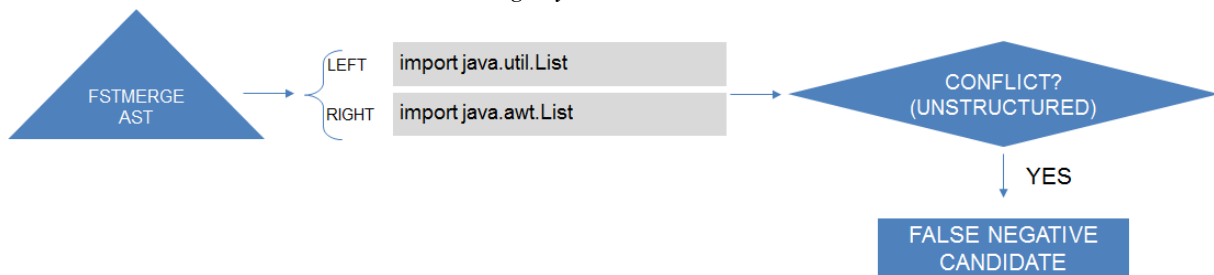 FSTMERGE
AST
LEFT
import java.util.List
RIGHT
import java.awt.List
CONFLICT?
(UNSTRUCTURED)
YES
FALSE NEGATIVE
CANDIDATE